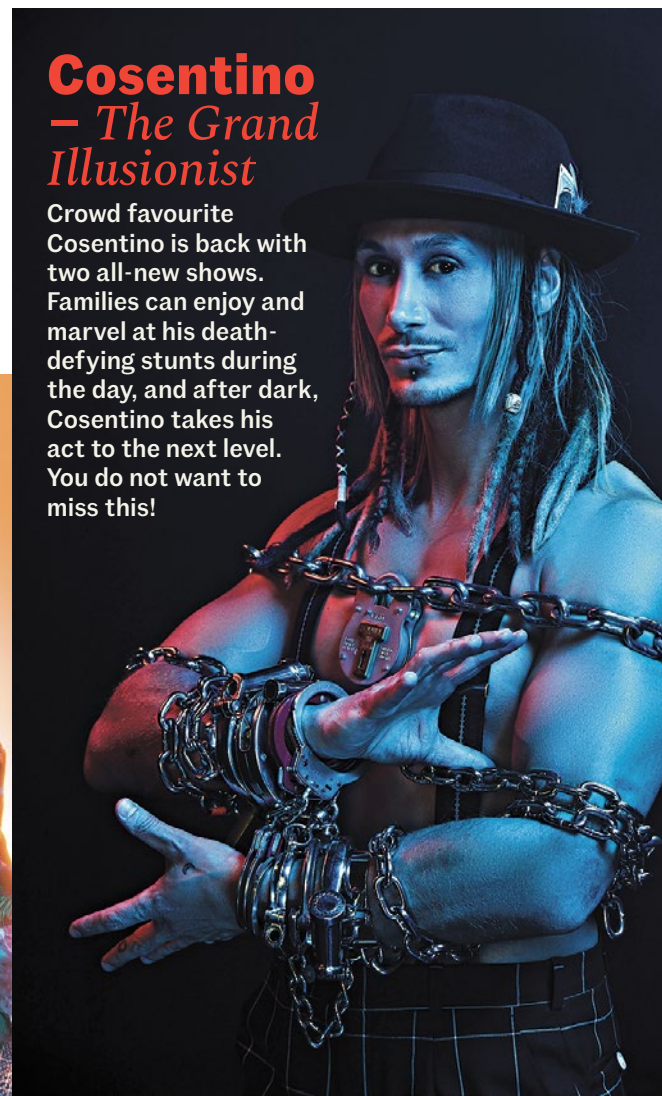 Cosentino
– The Grand
Illusionist
Crowd favourite
Cosentino is back with
two all-new shows.
Families can enjoy and
marvel at his death-
defying stunts during
the day, and after dark,
Cosentino takes his
act to the next level.
You do not want to
miss this!